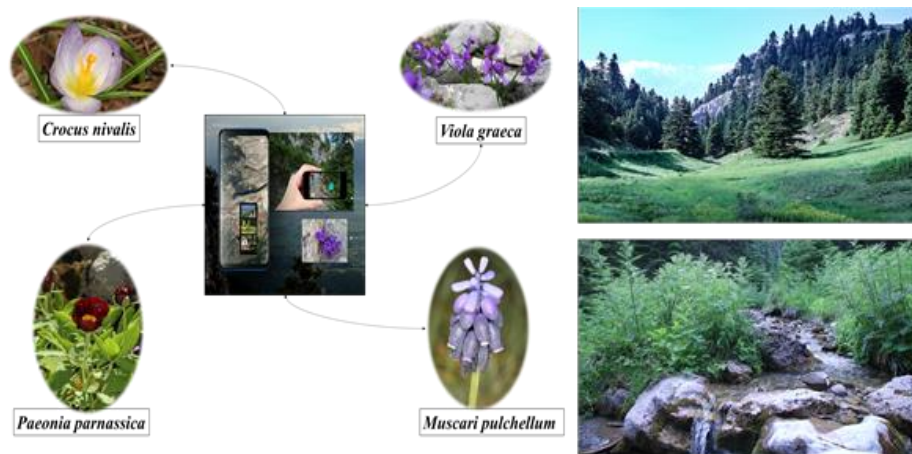 Crocus nivalis
Viola graeca
Paeonia parnassica
Muscari pulchellum